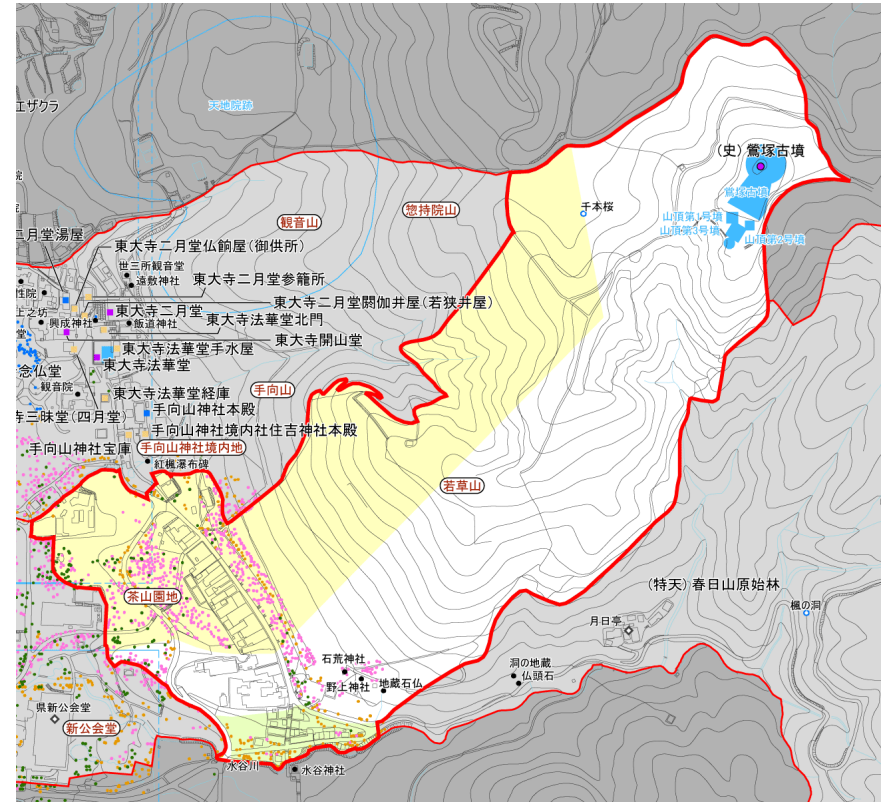 エザクラ
天地院跡
(史)鶯塚古墳
鶯塚古墳
千本桜
山頂第1号墳
山頂第3号墳
山頂第2号墳
観音山
惣持院山
二月堂湯屋
東大寺二月堂仏餉屋(御供所)
世三所観音堂
遠敷神社
東大寺二月堂参籠所
性院
東大寺二月堂閼伽井屋(若狭井屋)
上之坊
東大寺二月堂
興成神社
飯道神社
東大寺法華堂北門
堂
東大寺開山堂
東大寺法華堂手水屋
念仏堂
東大寺法華堂
観音院
手向山
東大寺法華堂経庫
寺三昧堂(四月堂)
手向山神社本殿
手向山神社境内社住吉神社本殿
手向山神社宝庫
手向山神社境内地
紅楓瀑布碑
若草山
茶山園地
(特天)春日山原始林
楓の洞
月日亭
石荒神社
野上神社
地蔵石仏
洞の地蔵
仏頭石
県新公会堂
新公会堂
水谷川
水谷神社